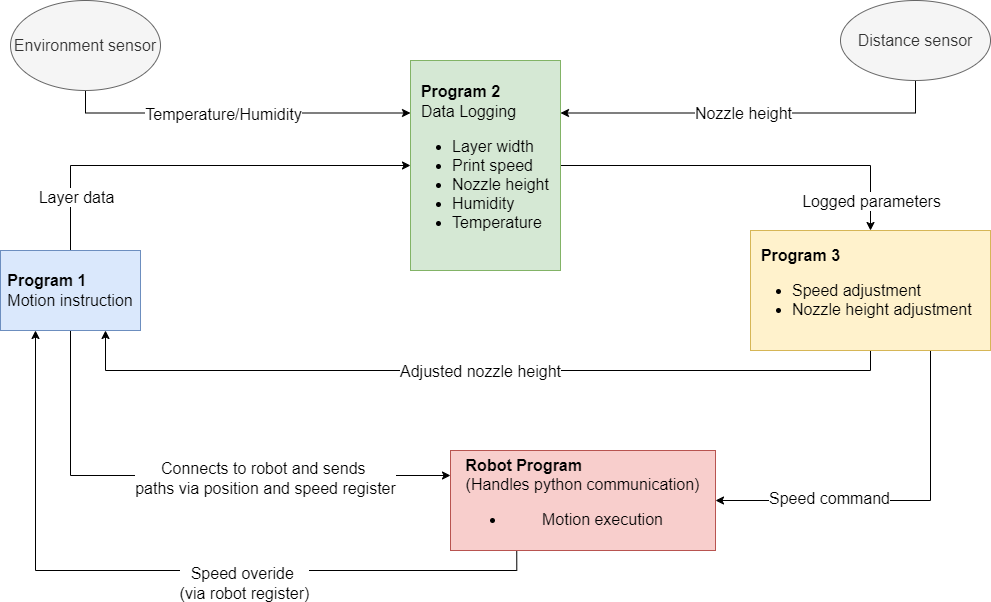 Environment sensor
Distance sensor
Program 2
Data Logging
Temperature/Humidity
Nozzle height
• Layer width
• Print speed
• Nozzle height
• Humidity
• Temperature
Layer data
Logged parameters
Program 1
Motion instruction
Program 3
• Speed adjustment
• Nozzle height adjustment
Adjusted nozzle height
Connects to robot and sends
paths via position and speed register
Robot Program
(Handles python communication)
• Motion execution
Speed command
Speed overide
(via robot register)